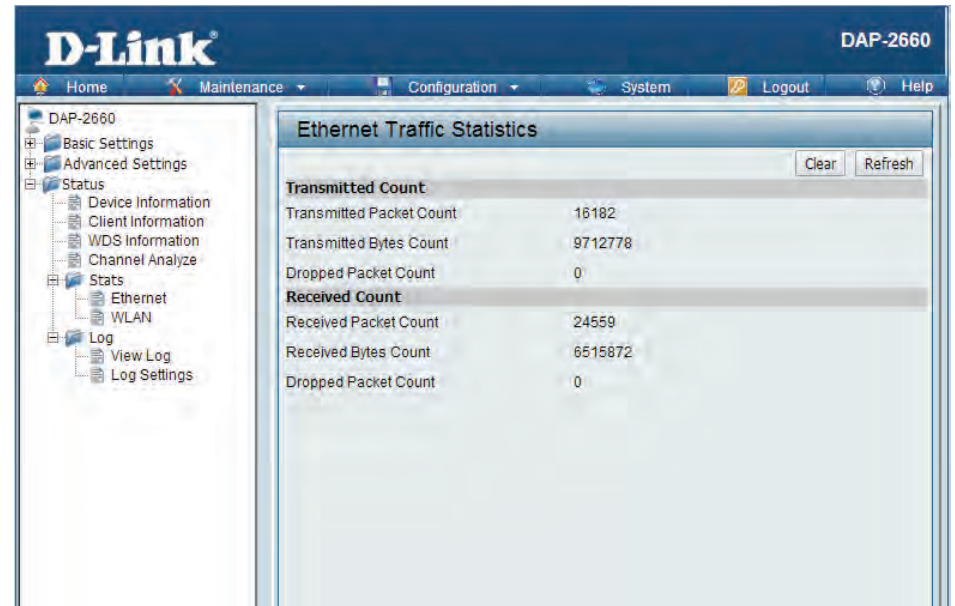 D-Link®
DAP-2660
Home Maintenance Configuration System Logout Help
DAP-2660
Basic Settings
Advanced Settings
Status
Device Information
Client Information
WDS Information
Channel Analyze
Stats
Ethernet
WLAN
Log
View Log
Log Settings
Ethernet Traffic Statistics
Clear Refresh
Transmitted Count
Transmitted Packet Count 16182
Transmitted Bytes Count 9712778
Dropped Packet Count 0
Received Count
Received Packet Count 24559
Received Bytes Count 6515872
Dropped Packet Count 0